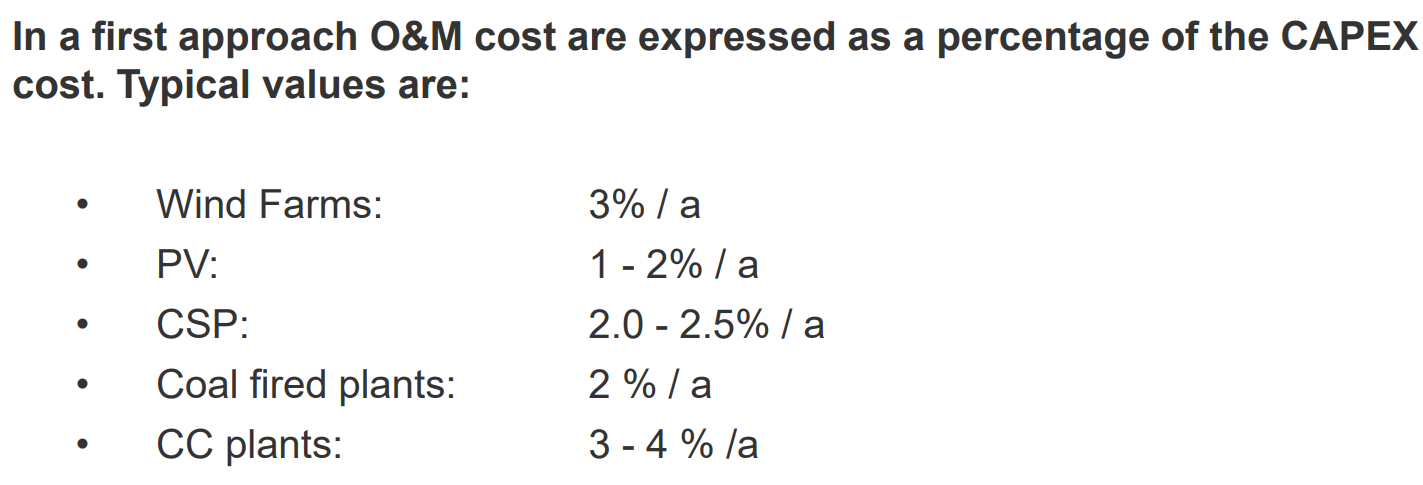 In a first approach O&M cost are expressed as a percentage of the CAPEX
cost. Typical values are:
• Wind Farms: 3% / a
• PV: 1 - 2% / a
• CSP: 2.0 - 2.5% / a
• Coal fired plants: 2 % / a
• CC plants: 3 - 4 % /a